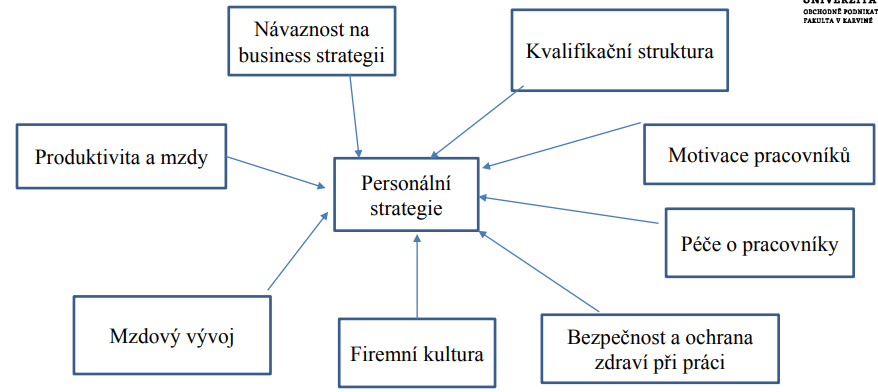 UNIVERZITA
OBCHODNĚ PODNIKAT
FAKULTA V KARVINÉ
Návaznost na
business strategii
Kvalifikační struktura
Produktivita a mzdy
Motivace pracovníků
Personální
strategie
Péče o pracovníky
Mzdový vývoj
Firemní kultura
Bezpečnost a ochrana
zdraví při práci